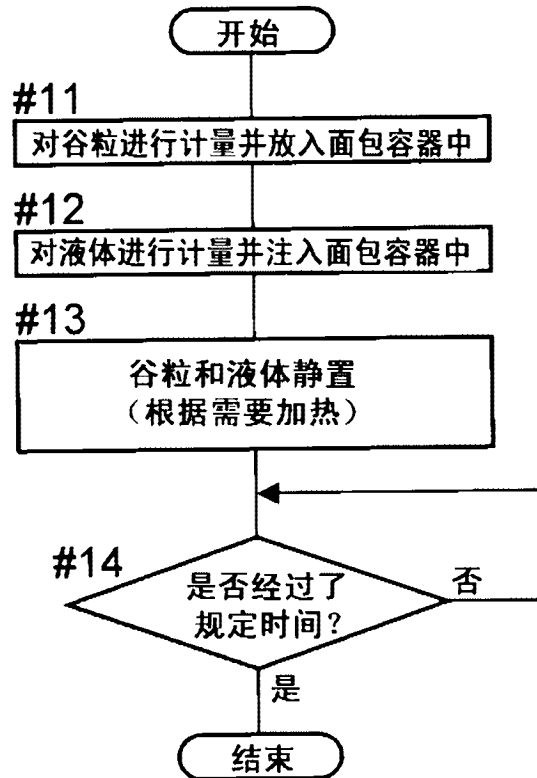 开始
#11
对谷粒进行计量并放入面包容器中
#12
对液体进行计量并注入面包容器中
#13
谷粒和液体静置
（根据需要加热）
#14
是否经过了
规定时间？
否
是
结束